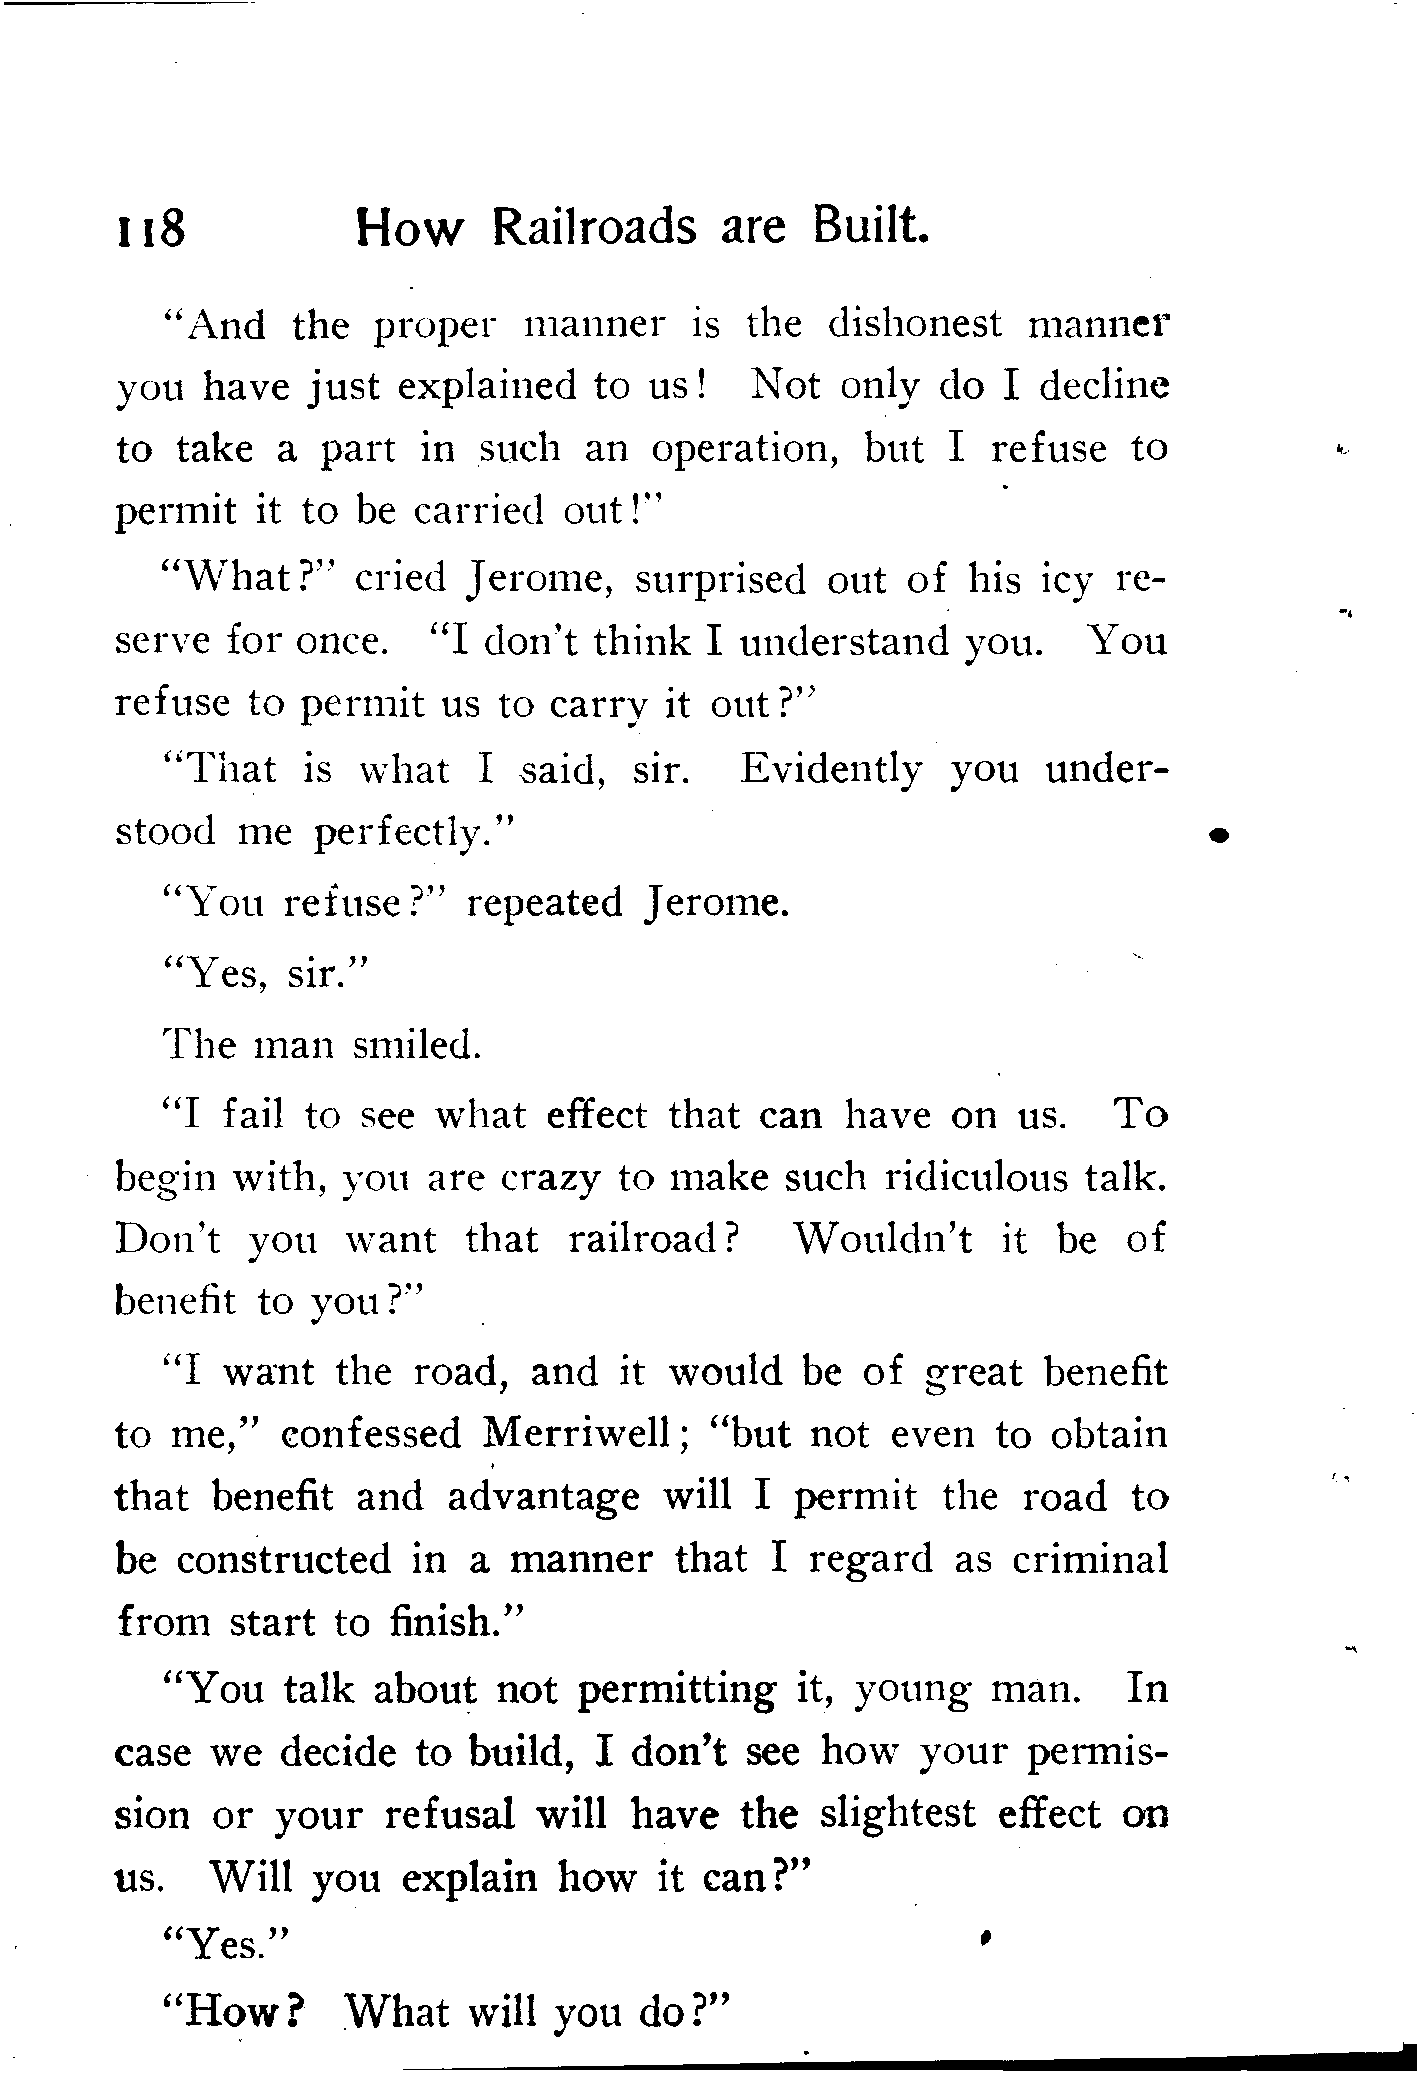 118 How Railroads are Built.
"And the proper manner is the dishonest manner
you have just explained to us! Not only do I decline
to take a part in such an operation, but I refuse to
permit it to be carried out!"
"What?" cried Jerome, surprised out of his icy re-
serve for once. "I don't think I understand you. You
refuse to permit us to carry it out?"
"That is what I said, sir. Evidently you under-
stood me perfectly."
"You refuse?" repeated Jerome.
"Yes, sir."
The man smiled.
"I fail to see what effect that can have on us. To
begin with, you are crazy to make such ridiculous talk.
Don't you want that railroad? Wouldn't it be of
benefit to you?"
"I want the road, and it would be of great benefit
to me," confessed Merriwell; "but not even to obtain
that benefit and advantage will I permit the road to
be constructed in a manner that I regard as criminal
from start to finish."
"You talk about not permitting it, young man. In
case we decide to build, I don't see how your permis-
sion or your refusal will have the slightest effect on
us. Will you explain how it can?"
"Yes."
"How? What will you do?"